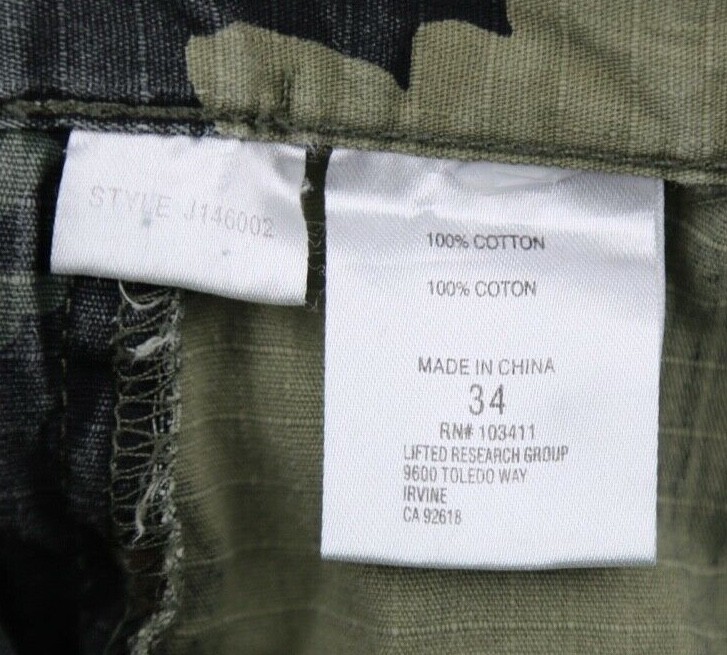 STYLE J146002
100% COTTON
100% COTON
MADE IN CHINA
34
RN# 103411
LIFTED RESEARCH GROUP
9600 TOLEDO WAY
IRVINE
CA 92618